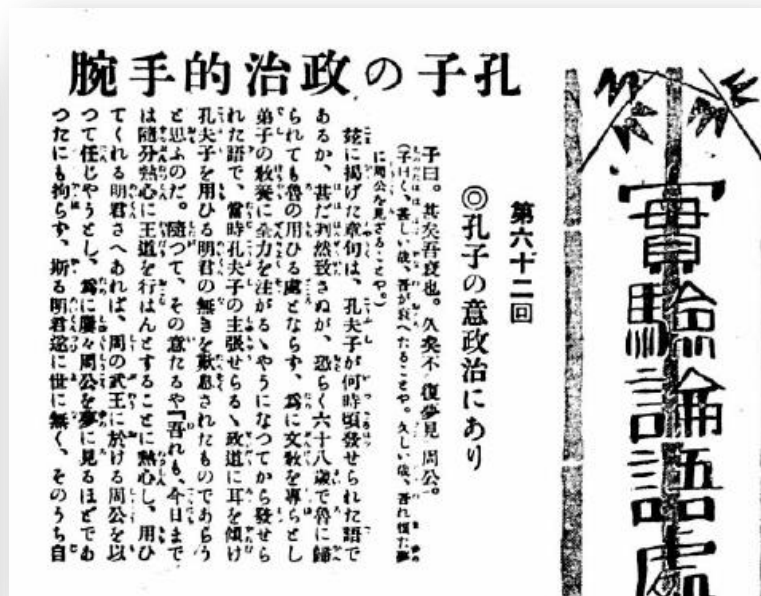 實驗論語處
孔子の政治的手腕
第六十二回
◎孔子の意政治にあり
子曰。甚矣吾衰也。久矣不復夢見周公。
(子曰く、甚しい哉、吾が衰へたることや。久しい哉、吾れ復た夢
に周公を見ざることや。)
茲に揭げた章句は、孔夫子が何時頃發せられた語で
あるか、甚だ判然致さぬが、恐らく六十八歲で魯に歸
られても魯の用ひる處とならず、爲に文敎を專らとし
弟子の敎養に全力を注がるゝやうになつてから發せら
れた語で、當時孔夫子の主張せらるゝ政道に耳を傾け
孔夫子を用ひる明君の無きを歎息されたものであらう
と思ふのだ。隨つて、その意たるや『吾れも、今日まで
は隨分熱心に王道を行はんとすることに熱心し、用ひ
てくれる明君さへあれば、周の武王に於ける周公を以
つて任じやうとし、爲に屢々周公を夢に見るほどであ
つたにも拘らず、斯る明君遂に世に無く、そのうち自